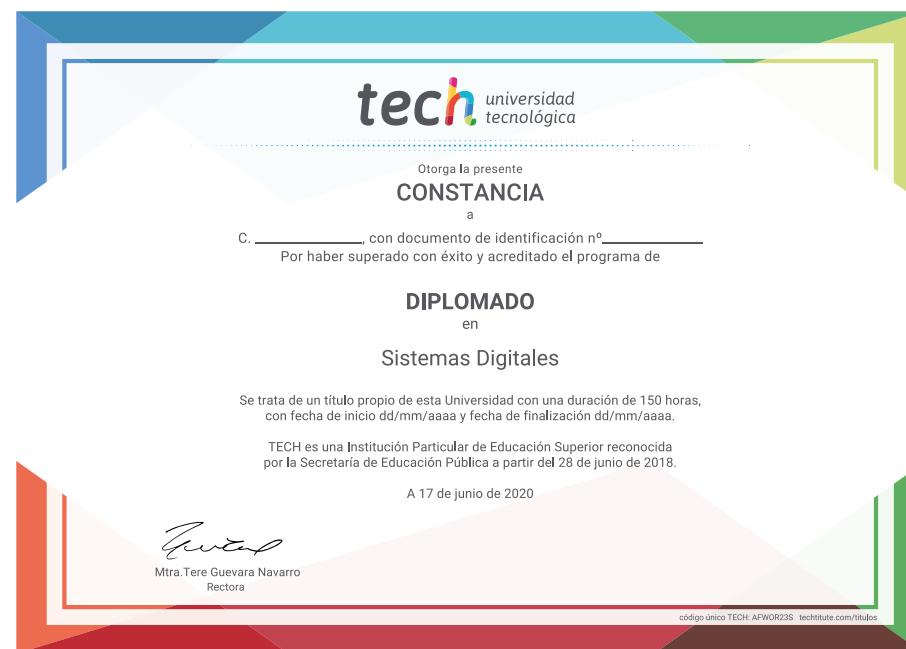 tech universidad
tecnológica
Otorga la presente
CONSTANCIA
a
C. ____________, con documento de identificación nº____________
Por haber superado con éxito y acreditado el programa de
DIPLOMADO
en
Sistemas Digitales
Se trata de un título propio de esta Universidad con una duración de 150 horas,
con fecha de inicio dd/mm/aaaa y fecha de finalización dd/mm/aaaa.
TECH es una Institución Particular de Educación Superior reconocida
por la Secretaría de Educación Pública a partir del 28 de junio de 2018.
A 17 de junio de 2020
Mtra.Tere Guevara Navarro
Rectora
código único TECH: AFWOR23S techtitute.com/titulos